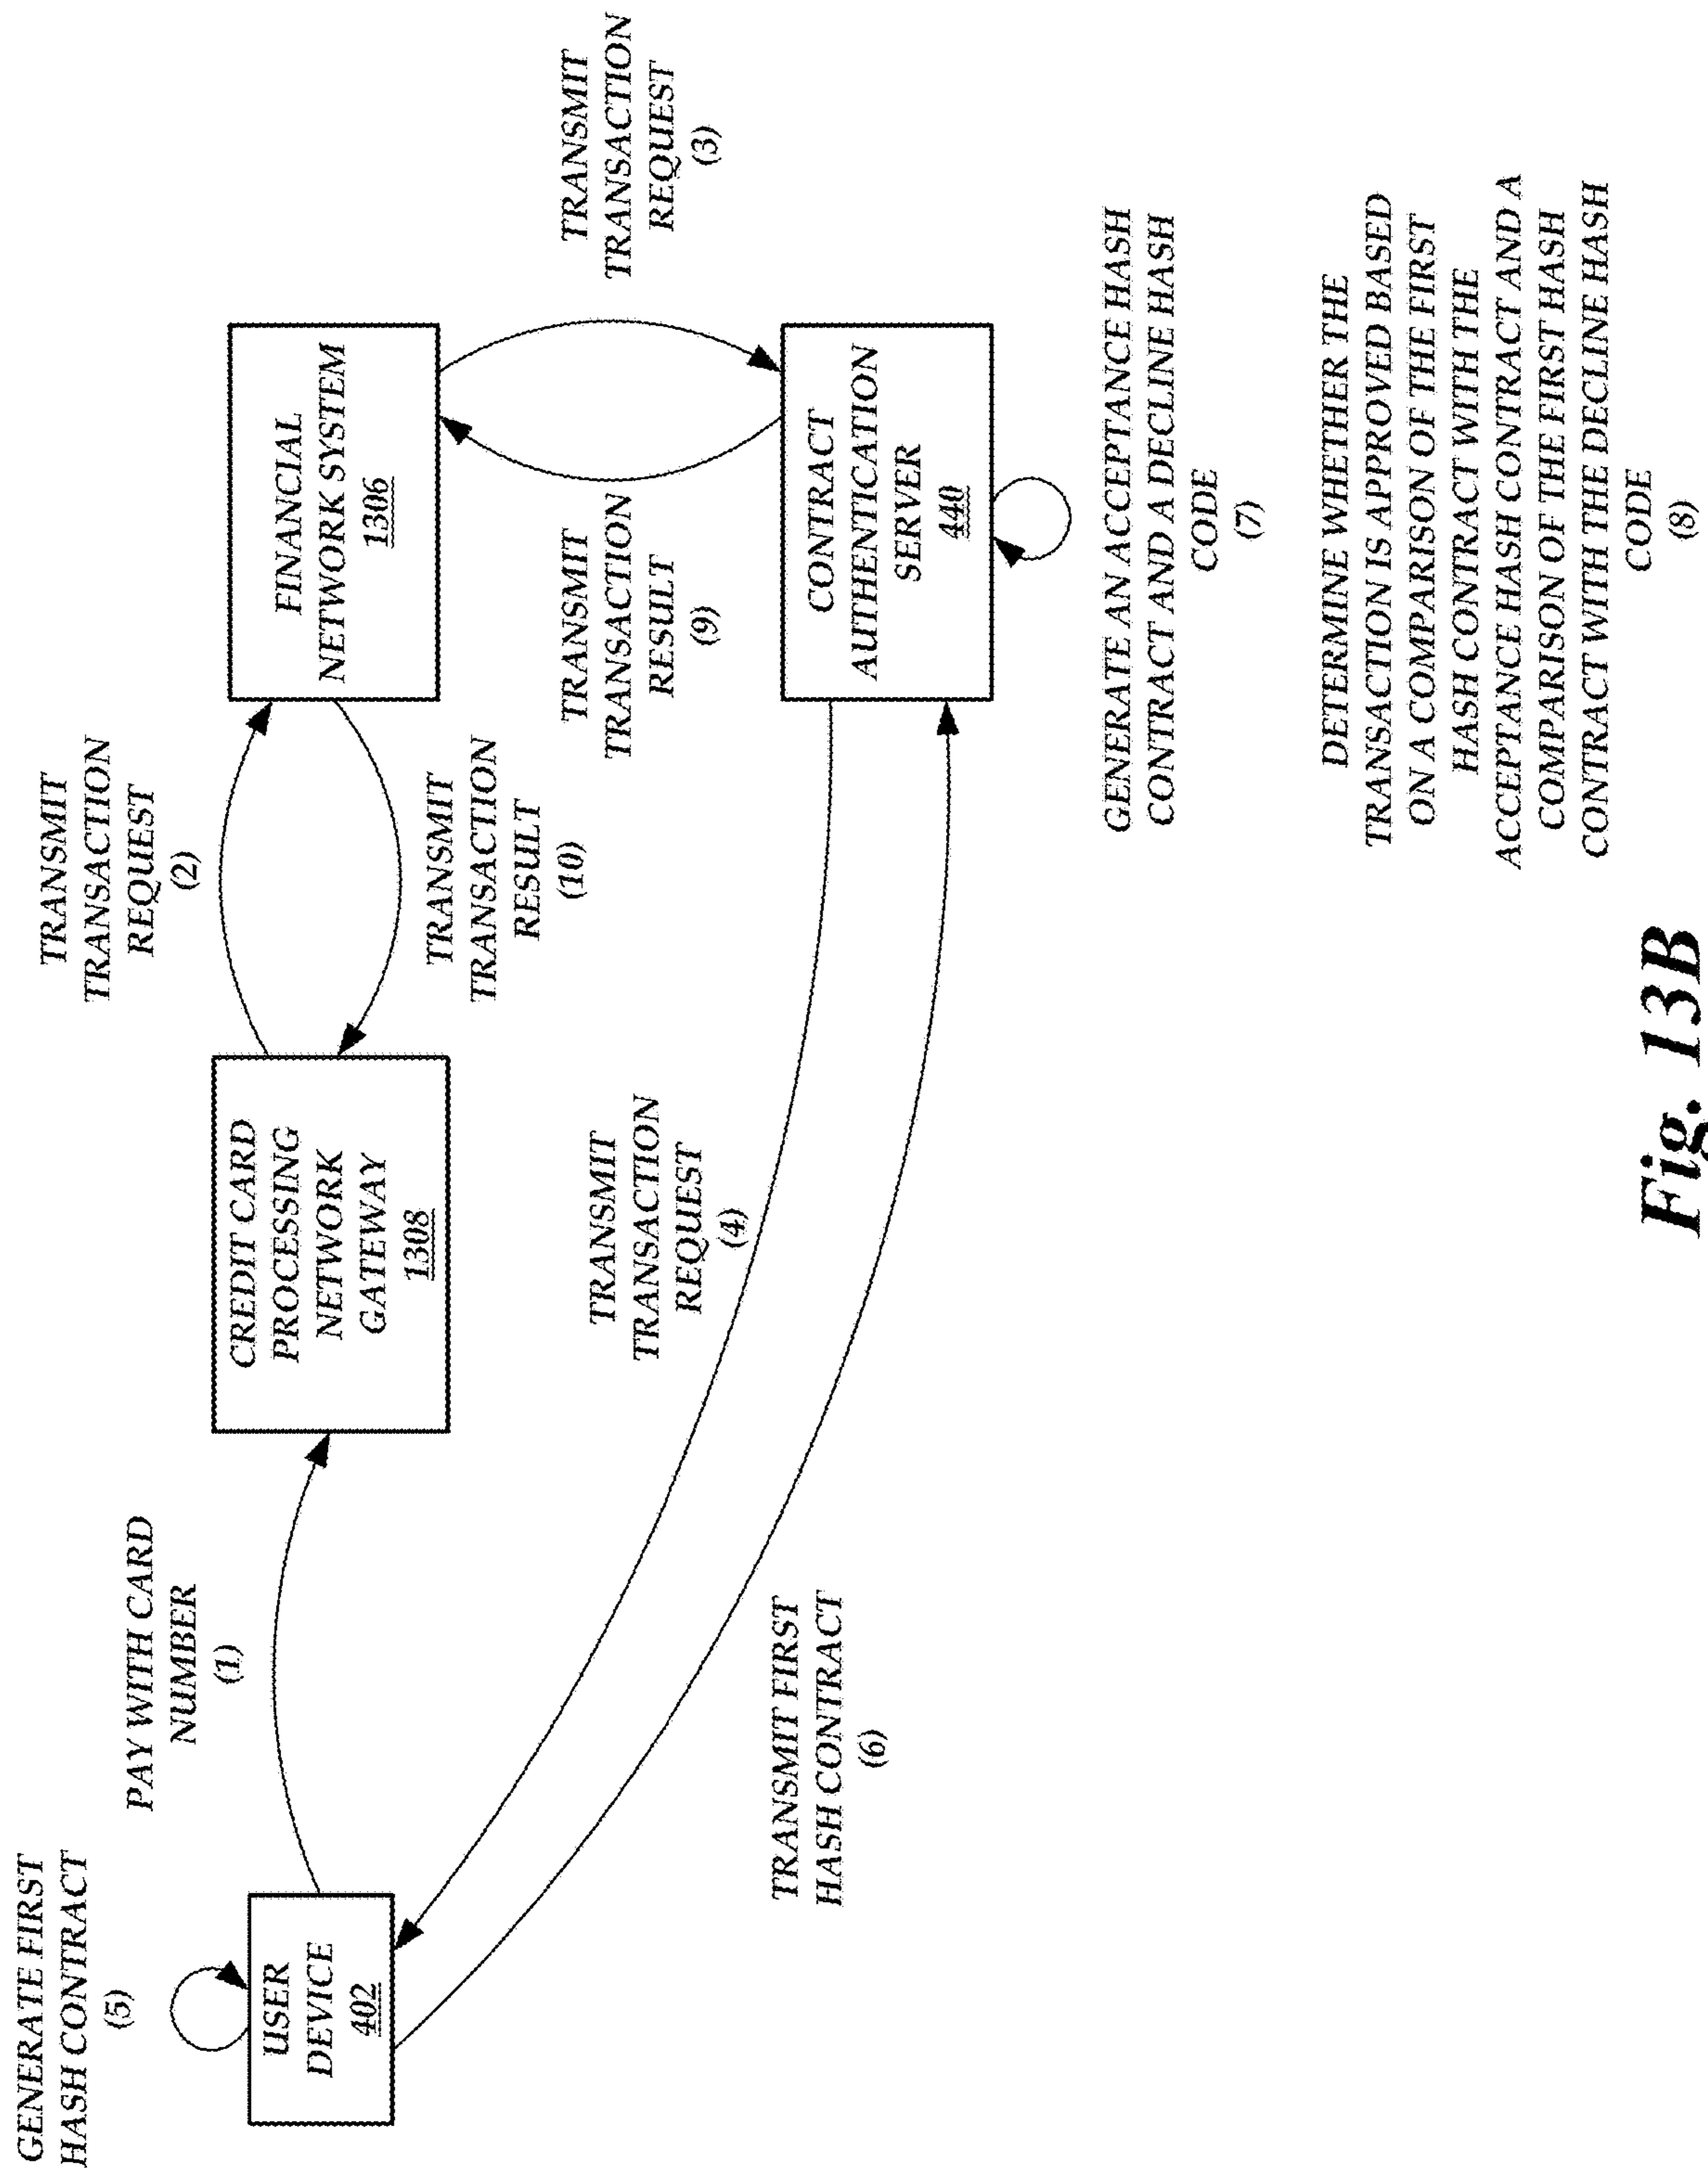 GENERATE FIRST
HASH CONTRACT
(5)
USER
DEVICE
402
PAY WITH CARD
NUMBER
(1)
CREDIT CARD
PROCESSING
NETWORK
GATEWAY
1308
TRANSMIT
TRANSACTION
REQUEST
(2)
TRANSMIT
TRANSACTION
RESULT
(10)
FINANCIAL
NETWORK SYSTEM
1306
TRANSMIT
TRANSACTION
REQUEST
(3)
TRANSMIT
TRANSACTION
RESULT
(9)
TRANSMIT
TRANSACTION
REQUEST
(4)
TRANSMIT FIRST
HASH CONTRACT
(6)
CONTRACT
AUTHENTICATION
SERVER
440
GENERATE AN ACCEPTANCE HASH
CONTRACT AND A DECLINE HASH
CODE
(7)
DETERMINE WHETHER THE
TRANSACTION IS APPROVED BASED
ON A COMPARISON OF THE FIRST
HASH CONTRACT WITH THE
ACCEPTANCE HASH CONTRACT AND A
COMPARISON OF THE FIRST HASH
CONTRACT WITH THE DECLINE HASH
CODE
(8)
Fig. 13B